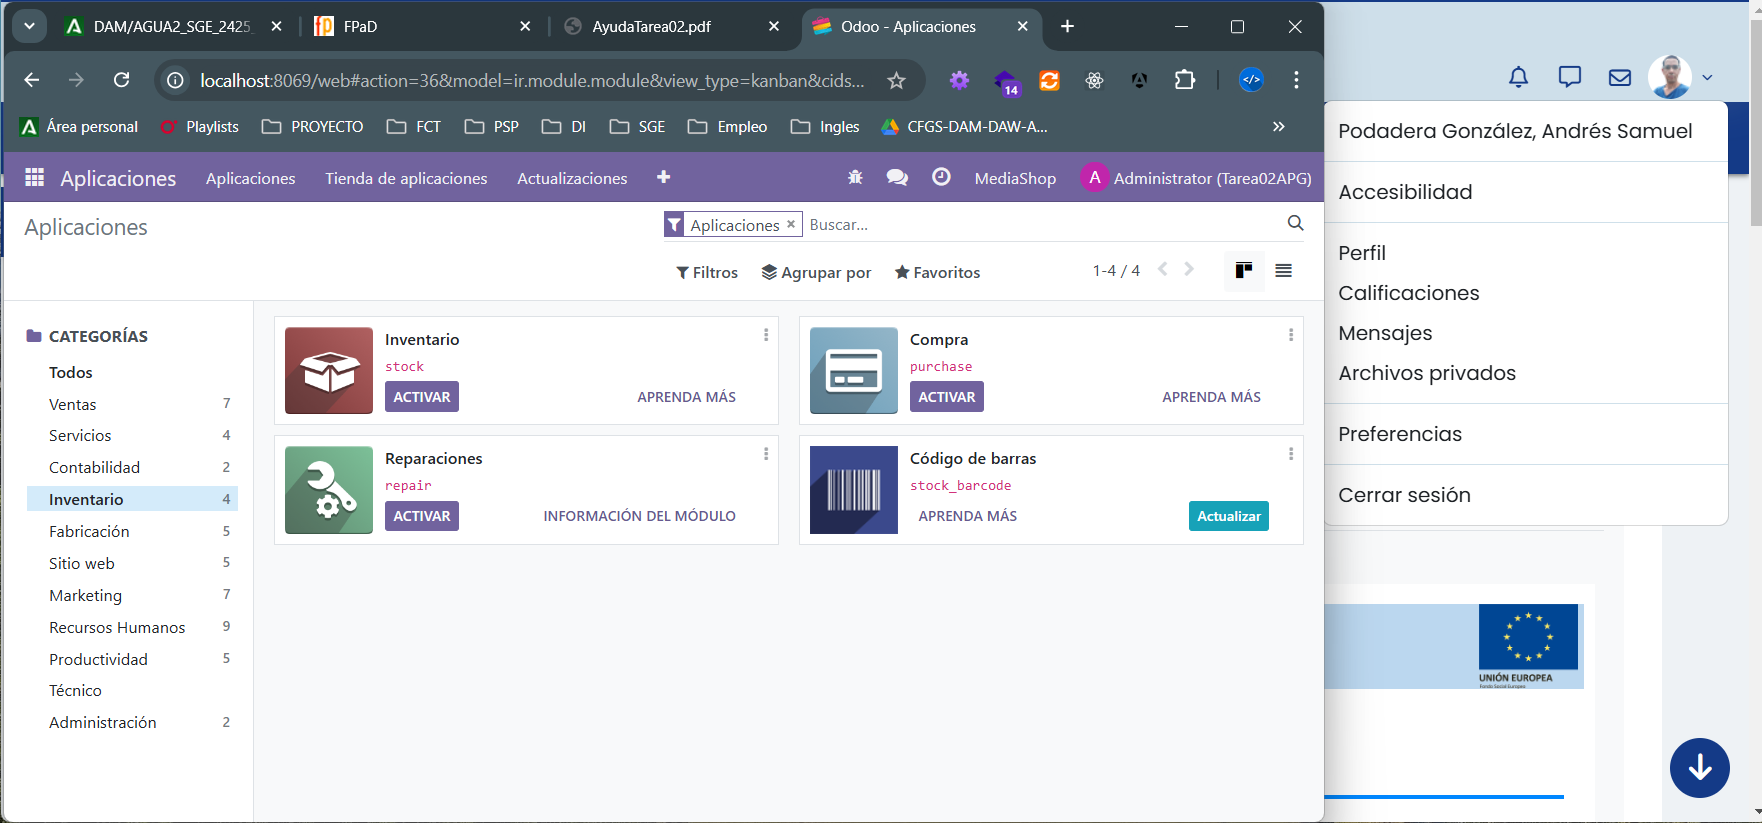 DAM/AGUA2_SGE_2425_
FPaD
AyudaTarea02.pdf
Odoo - Aplicaciones
localhost:8069/web#action=36&model=ir.module.module&view_type=kanban&cids...
14
Área personal
Playlists
PROYECTO
FCT
PSP
DI
SGE
Empleo
Ingles
CFGS-DAM-DAW-A...
Aplicaciones
Aplicaciones
Tienda de aplicaciones
Actualizaciones
MediaShop
A
Administrator (Tarea02APG)
Aplicaciones
Aplicaciones
Buscar...
Filtros
Agrupar por
Favoritos
1-4 / 4
CATEGORÍAS
Todos
Ventas 7
Servicios 4
Contabilidad 2
Inventario 4
Fabricación 5
Sitio web 5
Marketing 7
Recursos Humanos 9
Productividad 5
Técnico
Administración 2
Inventario
stock
ACTIVAR
APRENDA MÁS
Compra
purchase
ACTIVAR
APRENDA MÁS
Reparaciones
repair
ACTIVAR
INFORMACIÓN DEL MÓDULO
Código de barras
stock_barcode
APRENDA MÁS
Actualizar
Podadera González, Andrés Samuel
Accesibilidad
Perfil
Calificaciones
Mensajes
Archivos privados
Preferencias
Cerrar sesión
UNIÓN EUROPEA
Fondo Social Europeo